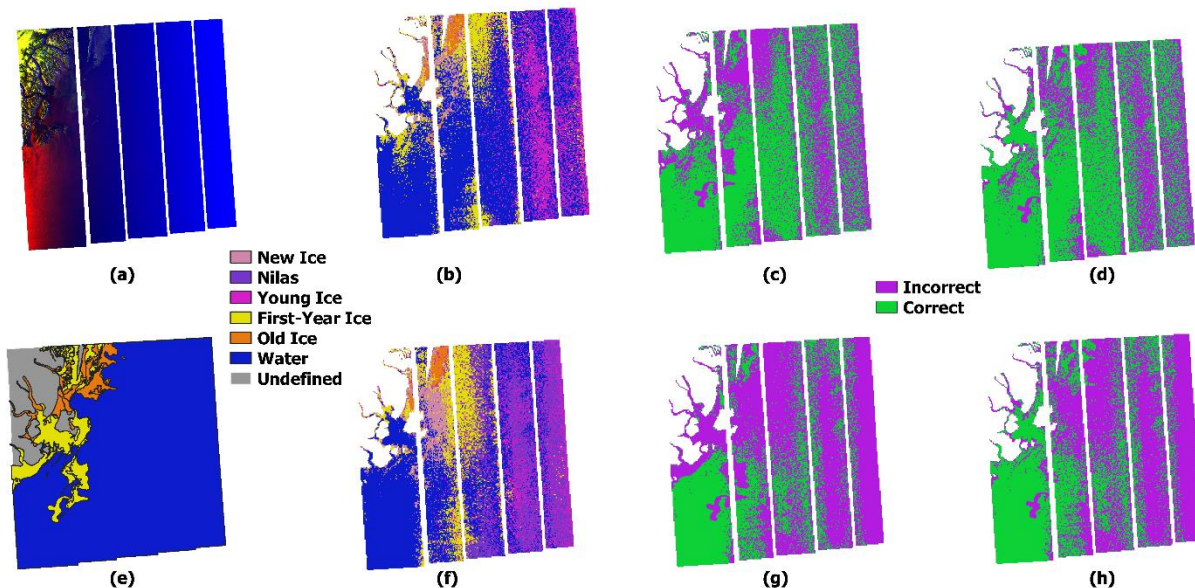 (a)
(b)
(c)
(d)
New Ice
Nilas
Young Ice
First-Year Ice
Old Ice
Water
Undefined
Incorrect
Correct
(e)
(f)
(g)
(h)